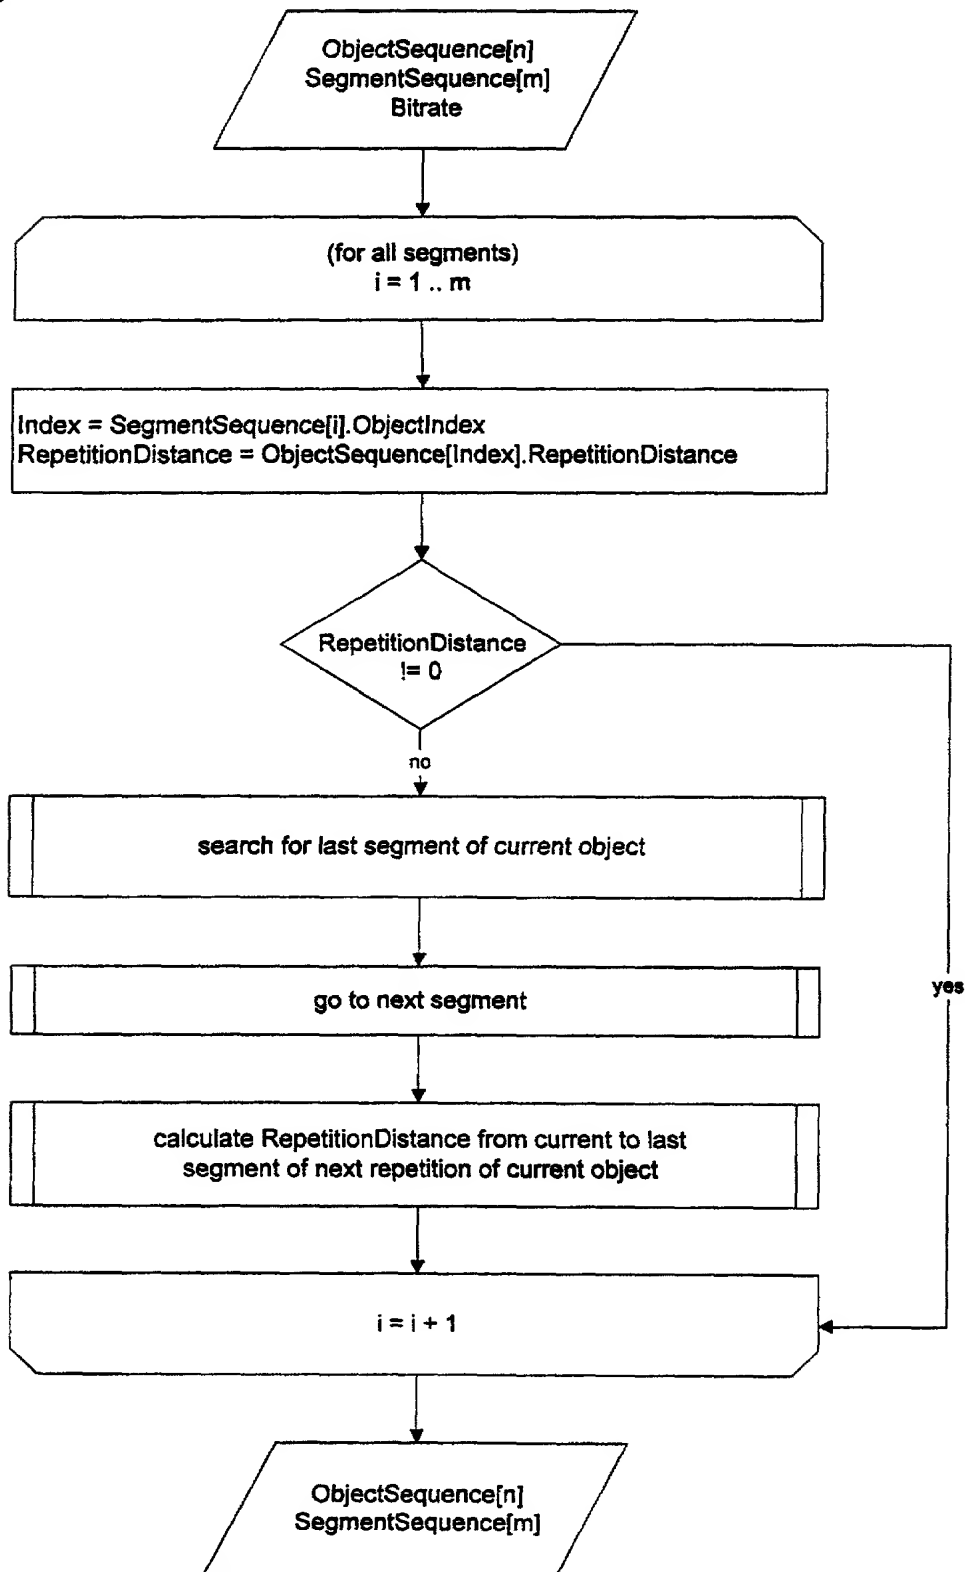 ObjectSequence[n]
SegmentSequence[m]
Bitrate
(for all segments)
i = 1 .. m
Index = SegmentSequence[i].ObjectIndex
RepetitionDistance = ObjectSequence[Index].RepetitionDistance
RepetitionDistance
!= 0
no
search for last segment of current object
go to next segment
yes
calculate RepetitionDistance from current to last
segment of next repetition of current object
i = i + 1
ObjectSequence[n]
SegmentSequence[m]